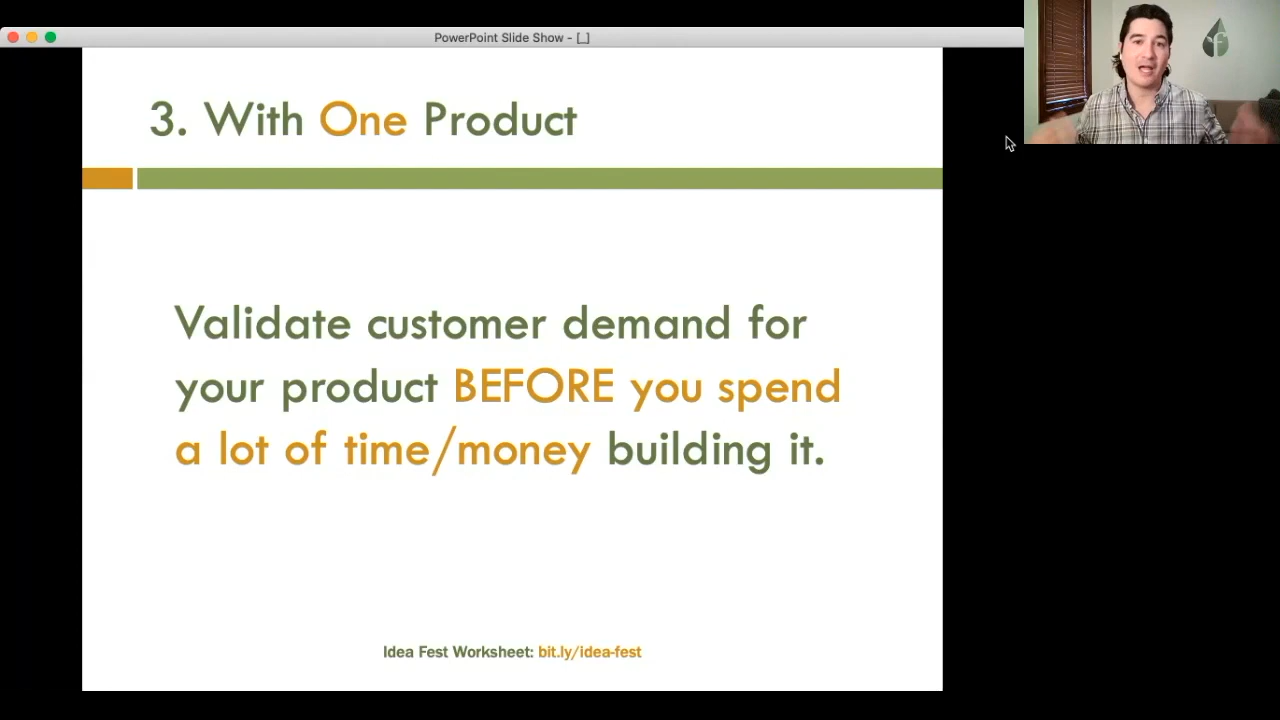 PowerPoint Slide Show - [_]
3. With One Product
Validate customer demand for
your product BEFORE you spend
a lot of time/money building it.
Idea Fest Worksheet: bit.ly/idea-fest